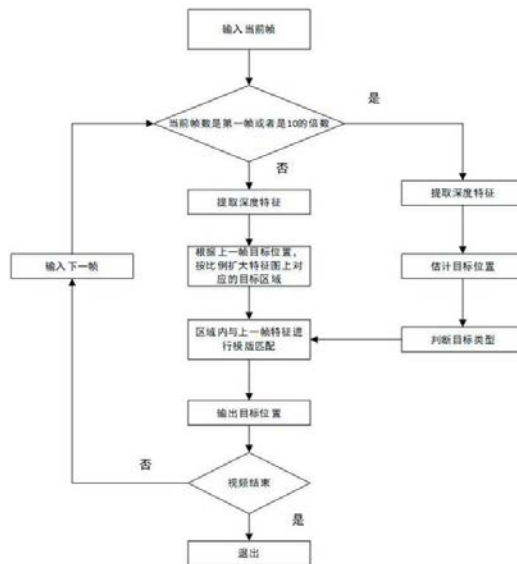 输入当前帧
是
当前帧数是第一帧或者是10的倍数
否
提取深度特征
提取深度特征
根据上一帧目标位置，
按比例扩大特征图上对
应的目标区域
输入下一帧
估计目标位置
区域内与上一帧特征进
行模版匹配
判断目标类型
输出目标位置
否
视频结束
是
退出